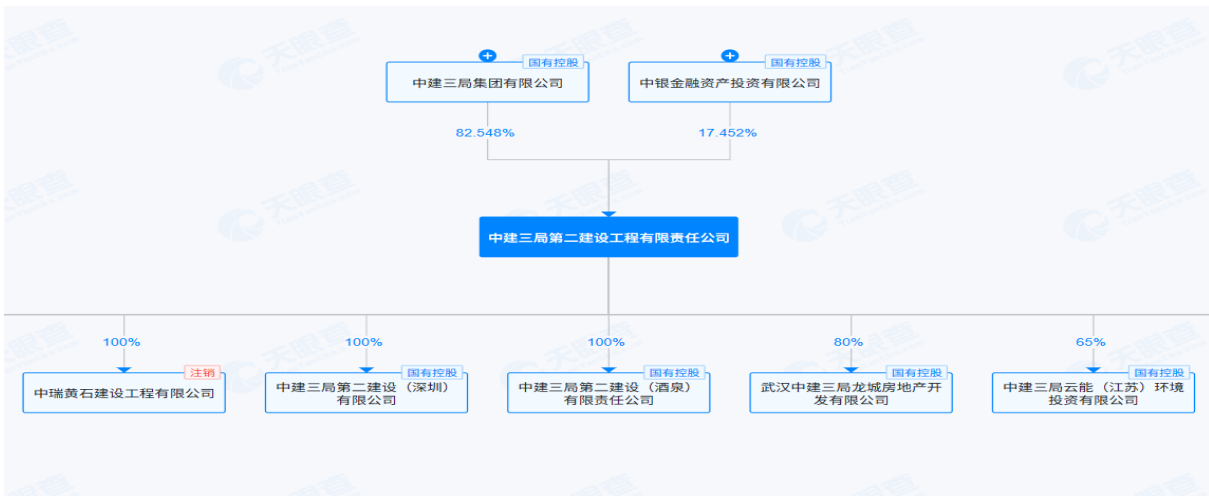 国有控股
中建三局集团有限公司
国有控股
中银金融资产投资有限公司
82.548%
17.452%
中建三局第二建设工程有限责任公司
100%
100%
100%
80%
65%
注销
中瑞黄石建设工程有限公司
国有控股
中建三局第二建设（深圳）
有限公司
国有控股
中建三局第二建设（酒泉）
有限责任公司
国有控股
武汉中建三局龙城房地产开
发有限公司
国有控股
中建三局云能（江苏）环境
投资有限公司
天眼查